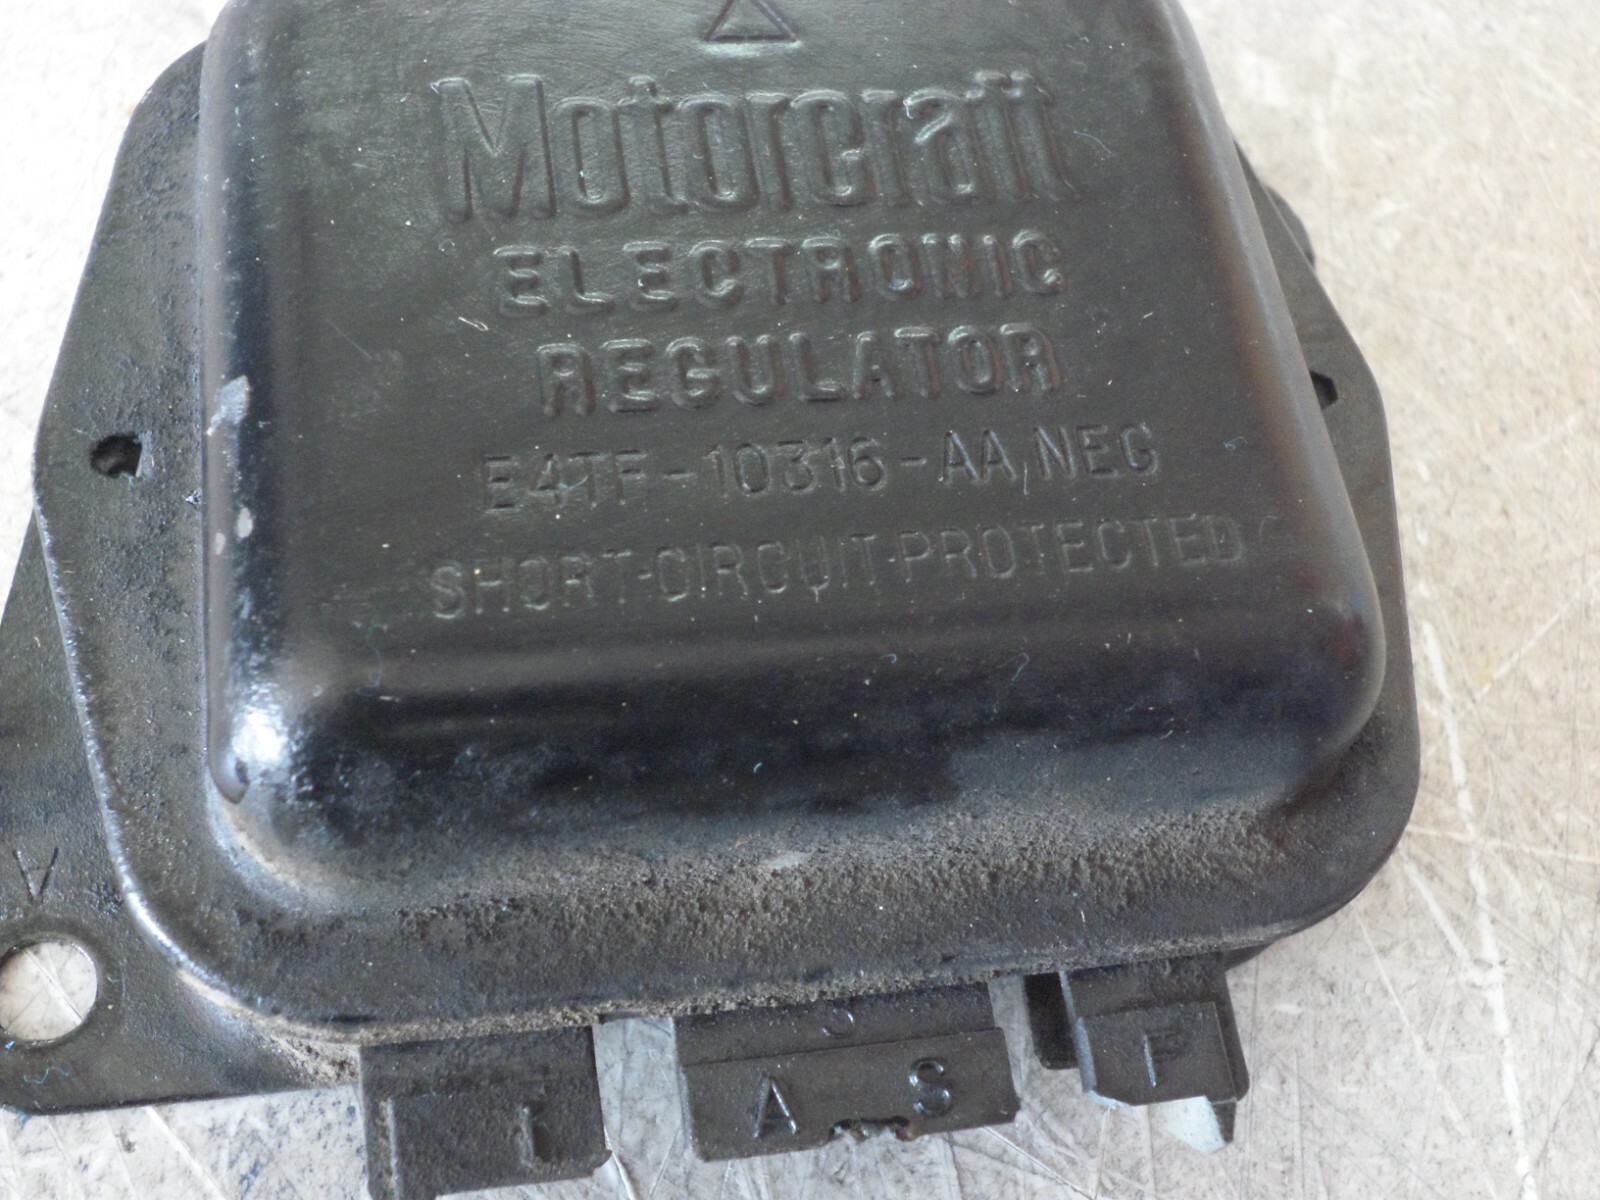 Motorcraft
ELECTRONIC
REGULATOR
E4TF-10316-AA NEG
SHORT-CIRCUIT-PROTECTED
I A S F